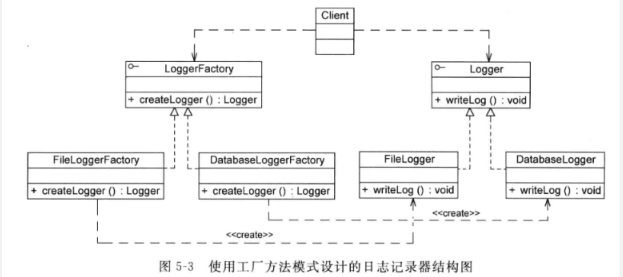 Client
LoggerFactory
+ createLogger () : Logger
Logger
+ writeLog () : void
FileLoggerFactory
+ createLogger () : Logger
DatabaseLoggerFactory
+ createLogger () : Logger
FileLogger
+ writeLog () : void
DatabaseLogger
+ writeLog () : void
<<create>>
<<create>>
图 5-3 使用工厂方法模式设计的日志记录器结构图